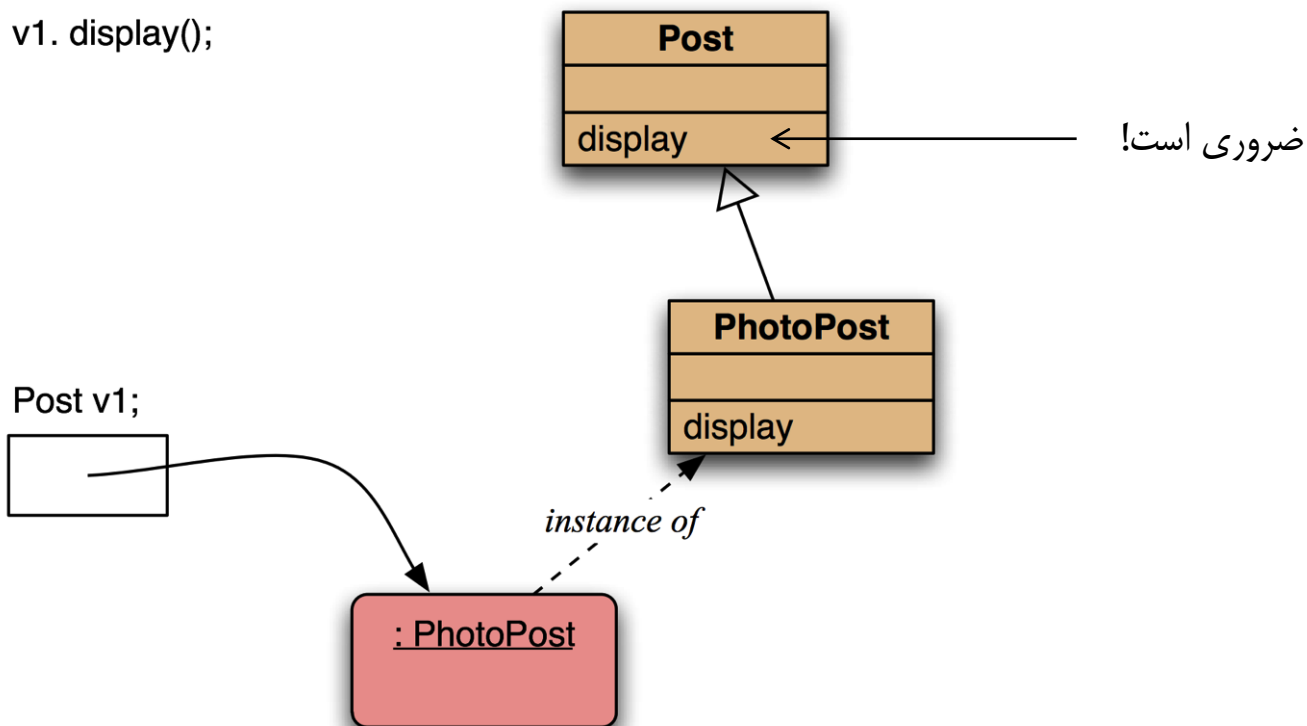 v1. display();
Post
display
ضروری است!
PhotoPost
display
Post v1;
instance of
: PhotoPost